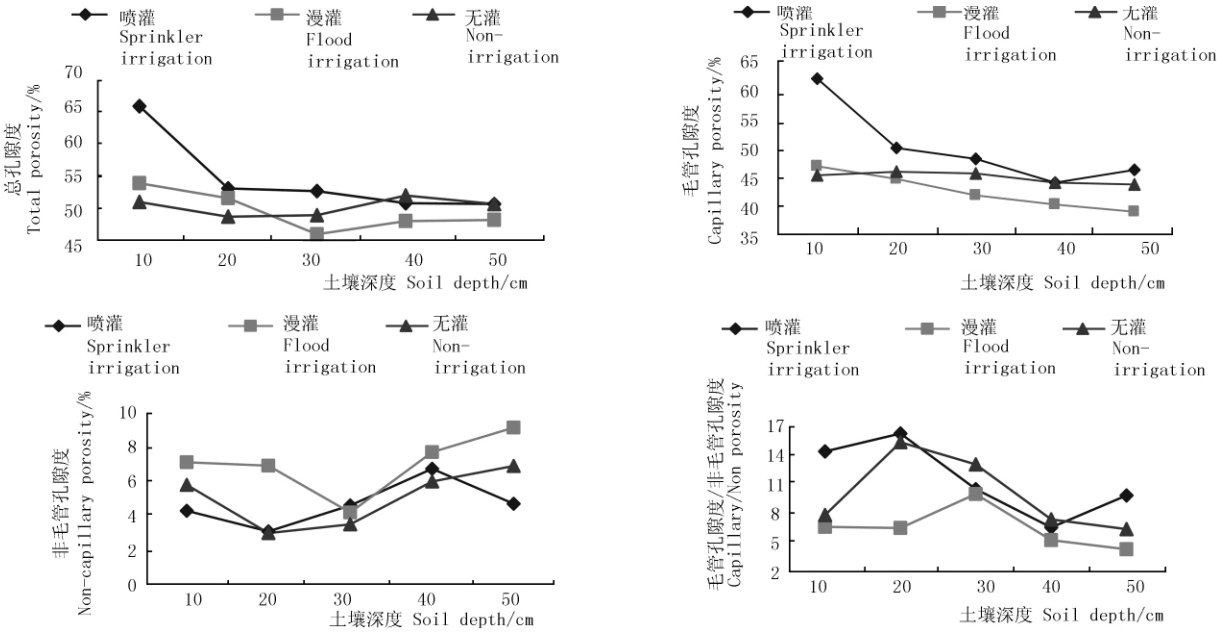 喷灌
Sprinkler
irrigation
漫灌
Flood
irrigation
无灌
Non-
irrigation
总孔隙度
Total porosity/%
70
65
60
55
50
45
10
20
30
40
50
土壤深度 Soil depth/cm
喷灌
Sprinkler
irrigation
漫灌
Flood
irrigation
无灌
Non-
irrigation
毛管孔隙度
Capillary porosity/%
65
60
55
50
45
40
35
10
20
30
40
50
土壤深度 Soil depth/cm
喷灌
Sprinkler
irrigation
漫灌
Flood
irrigation
无灌
Non-
irrigation
非毛管孔隙度
Non-capillary porosity/%
10
8
6
4
2
0
10
20
30
40
50
土壤深度 Soil depth/cm
喷灌
Sprinkler
irrigation
漫灌
Flood
irrigation
无灌
Non-
irrigation
毛管孔隙度/非毛管孔隙度
Capillary/Non porosity
17
14
11
8
5
2
10
20
30
40
50
土壤深度 Soil depth/cm